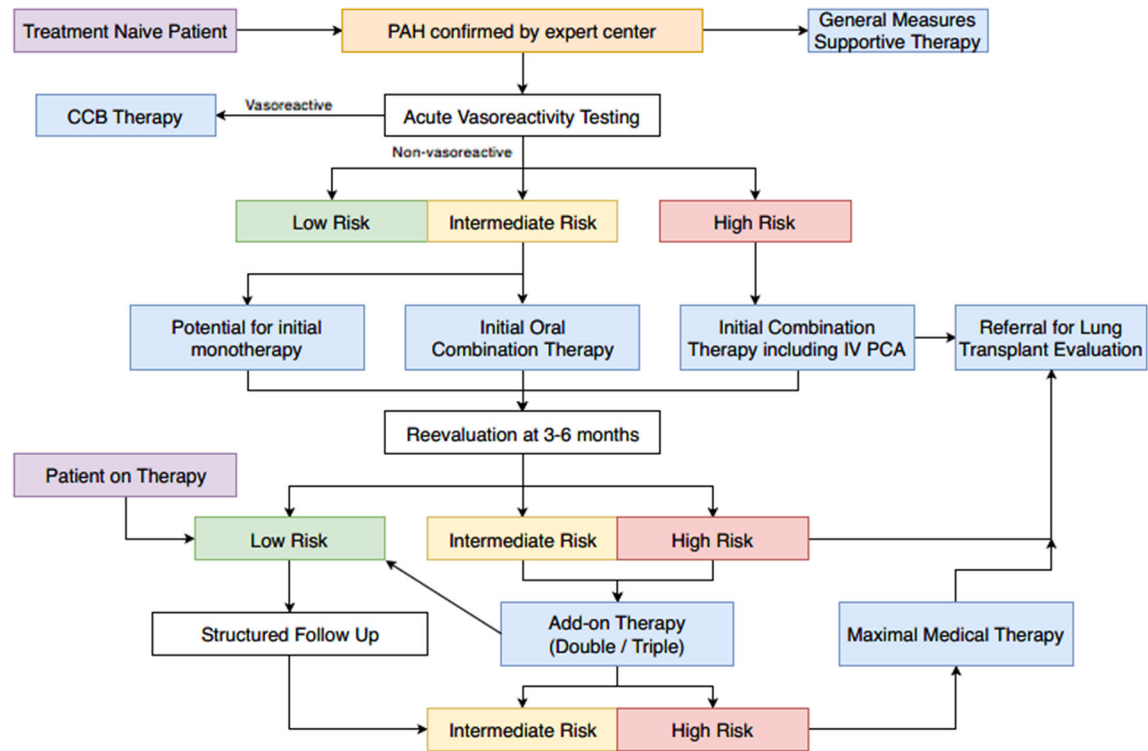 Treatment Naive Patient
PAH confirmed by expert center
General Measures
Supportive Therapy
CCB Therapy
Vasoreactive
Acute Vasoreactivity Testing
Non-vasoreactive
Low Risk
Intermediate Risk
High Risk
Potential for initial
monotherapy
Initial Oral
Combination Therapy
Initial Combination
Therapy including IV PCA
Referral for Lung
Transplant Evaluation
Reevaluation at 3-6 months
Patient on Therapy
Low Risk
Intermediate Risk
High Risk
Structured Follow Up
Add-on Therapy
(Double / Triple)
Maximal Medical Therapy
Intermediate Risk
High Risk